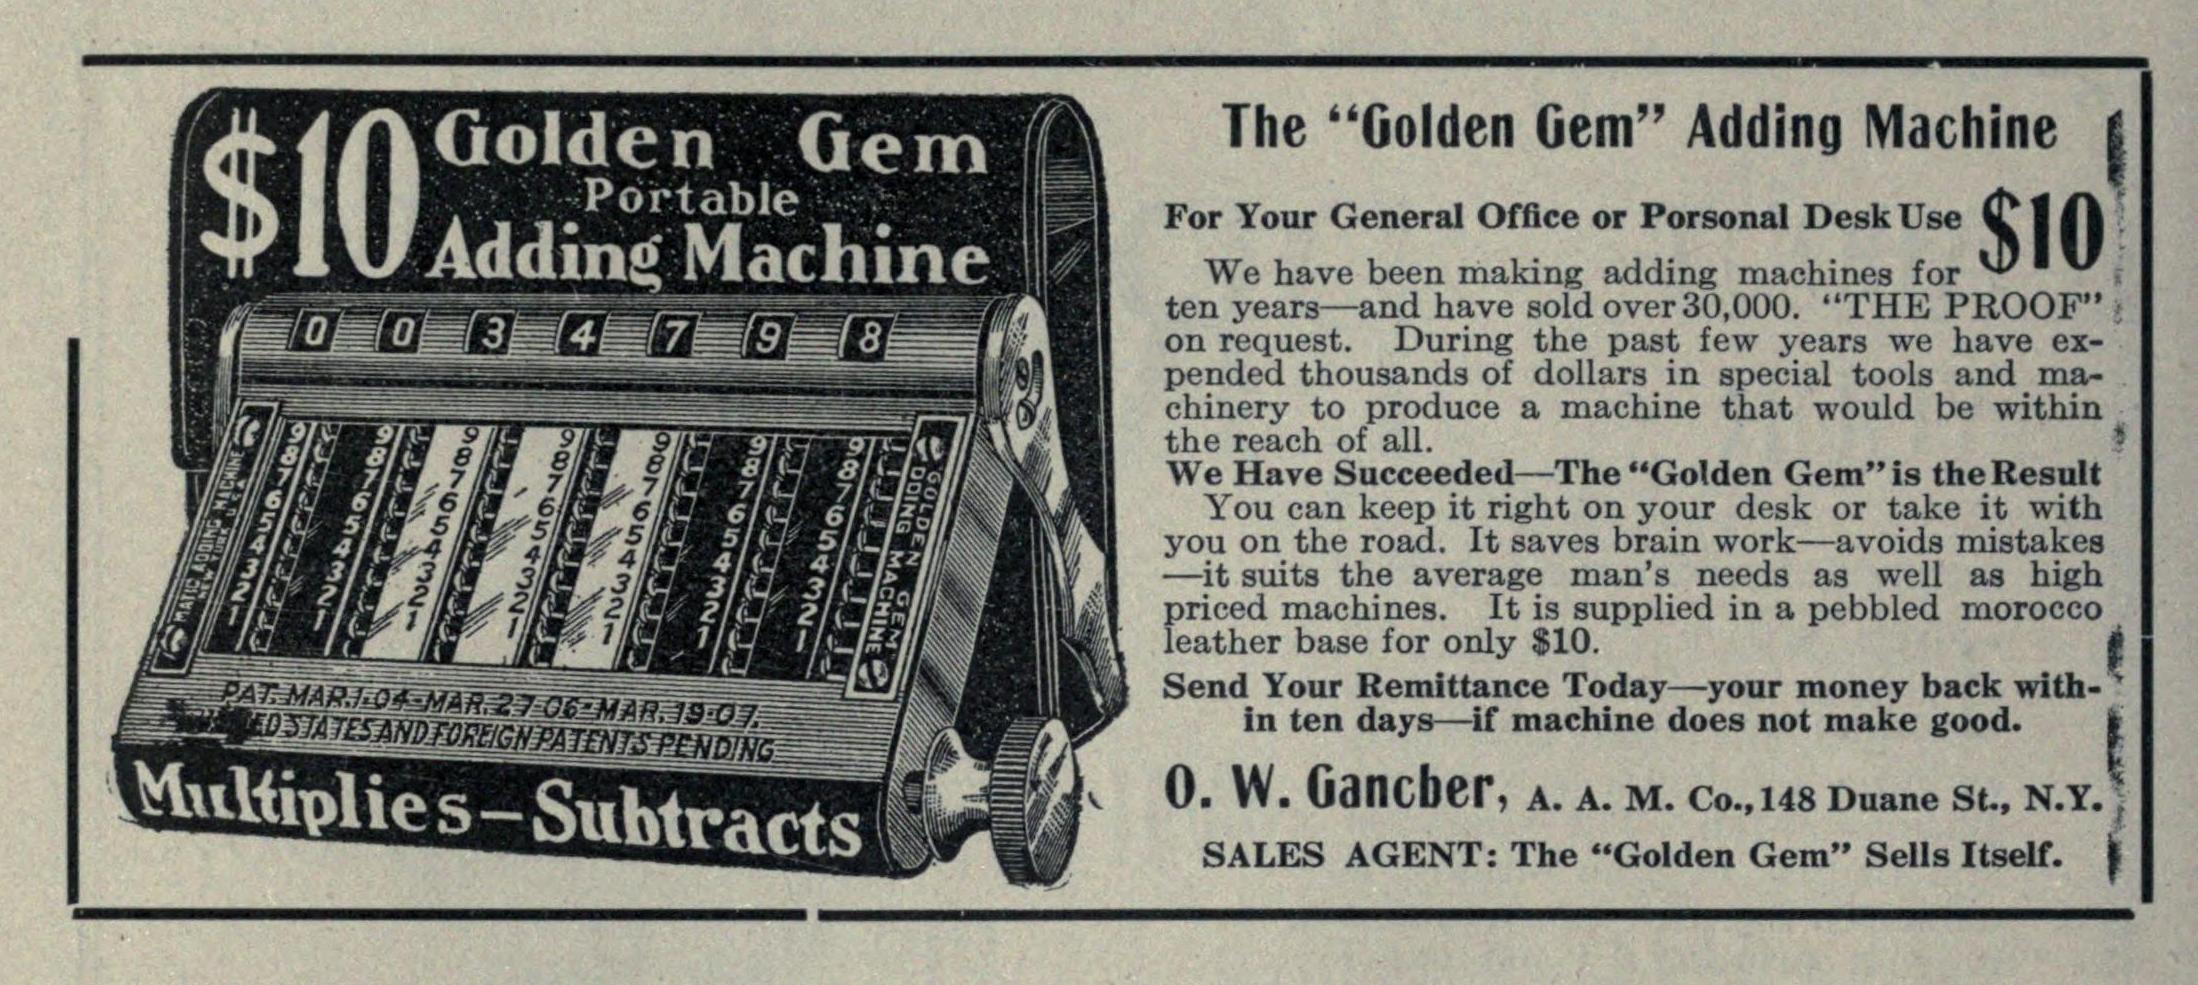 $10 Golden Gem
Portable
Adding Machine
0 0 3 4 7 9 8
9 9 9 9 9 9 9
8 8 8 8 8 8 8
7 7 7 7 7 7 7
6 6 6 6 6 6 6
5 5 5 5 5 5 5
4 4 4 4 4 4 4
3 3 3 3 3 3 3
2 2 2 2 2 2 2
1 1 1 1 1 1 1
MATIC ADDING MACHINE
NEW YORK U.S.A.
GOLDEN GEM
DDING MACHINE
PAT. MAR.1-04-MAR.27-06-MAR.19-07.
ED STATES AND FOREIGN PATENTS PENDING
Multiplies—Subtracts
The “Golden Gem” Adding Machine
For Your General Office or Porsonal Desk Use $10
We have been making adding machines for
ten years—and have sold over 30,000. “THE PROOF”
on request. During the past few years we have ex-
pended thousands of dollars in special tools and ma-
chinery to produce a machine that would be within
the reach of all.
We Have Succeeded—The “Golden Gem” is the Result
You can keep it right on your desk or take it with
you on the road. It saves brain work—avoids mistakes
—it suits the average man's needs as well as high
priced machines. It is supplied in a pebbled morocco
leather base for only $10.
Send Your Remittance Today—your money back with-
in ten days—if machine does not make good.
O. W. Gancber, A. A. M. Co., 148 Duane St., N.Y.
SALES AGENT: The “Golden Gem” Sells Itself.